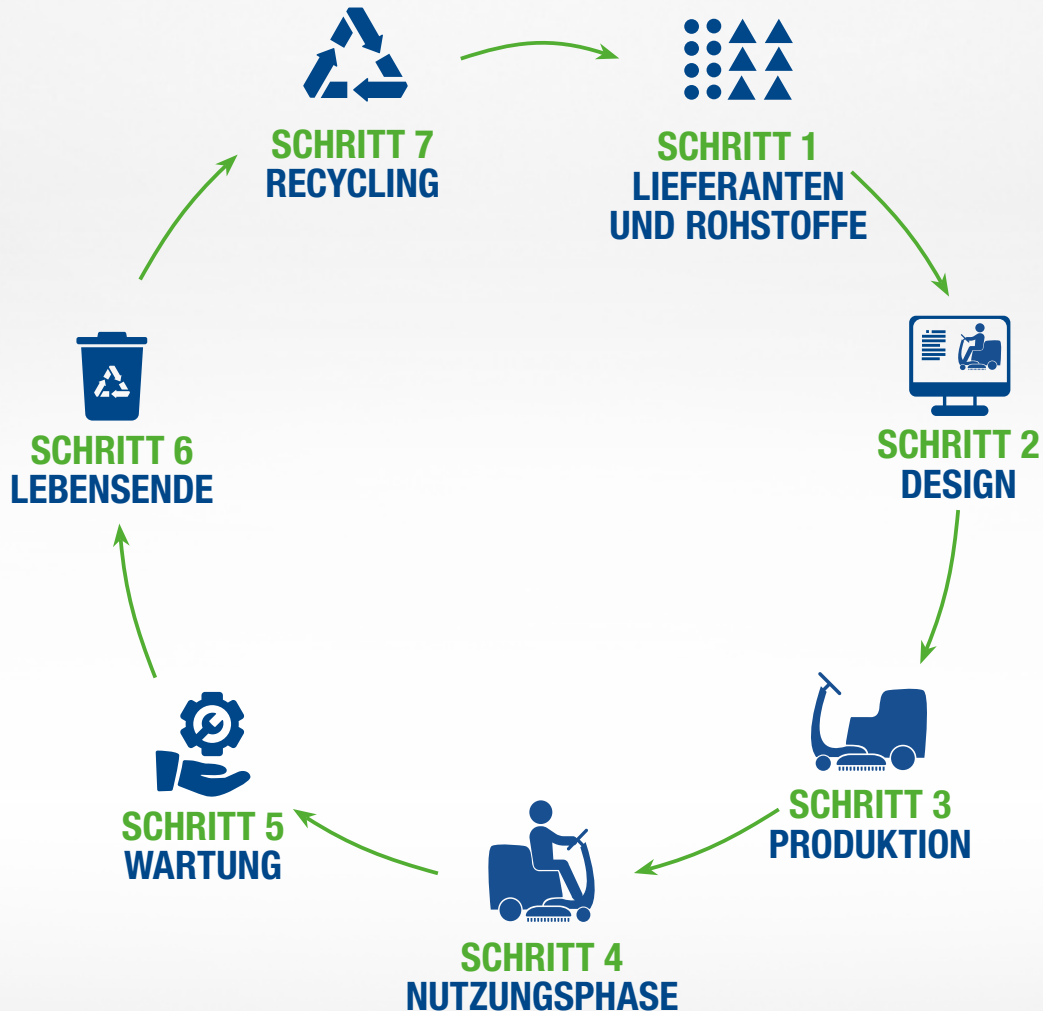 SCHRITT 1
LIEFERANTEN
UND ROHSTOFFE
SCHRITT 2
DESIGN
SCHRITT 3
PRODUKTION
SCHRITT 4
NUTZUNGSPHASE
SCHRITT 5
WARTUNG
SCHRITT 6
LEBENSENDE
SCHRITT 7
RECYCLING